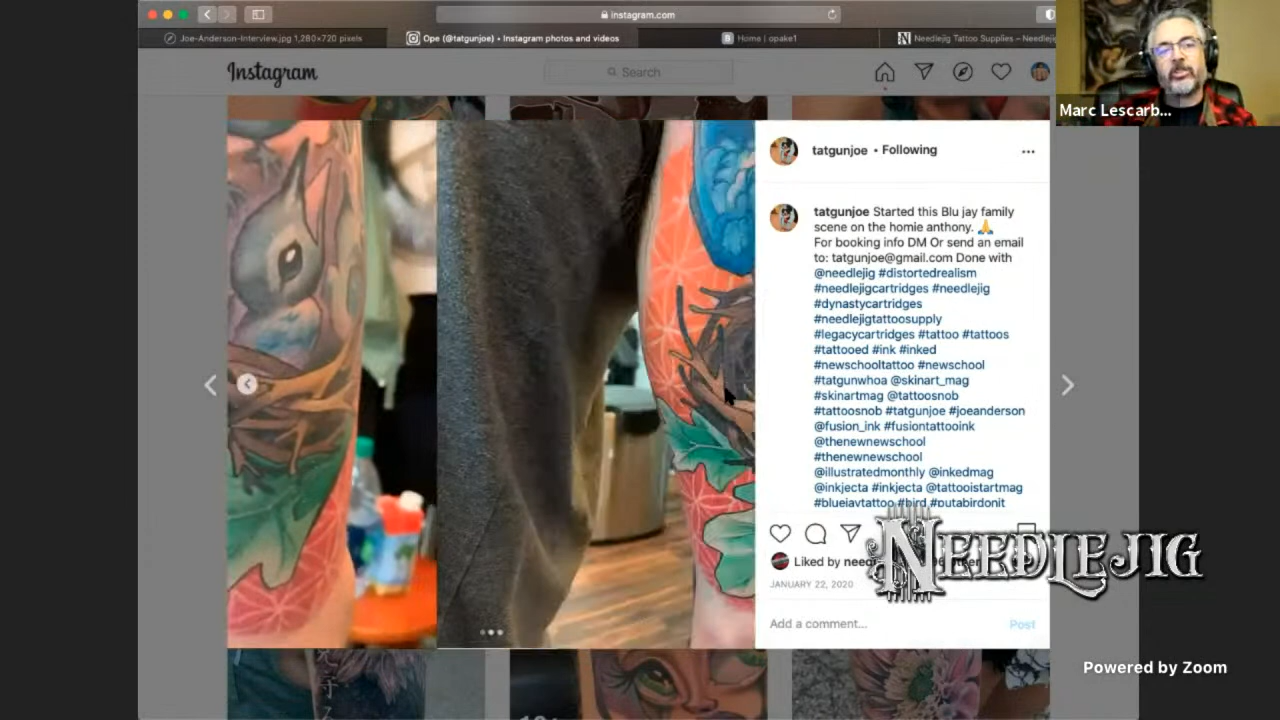 instagram.com
Joe-Anderson-Interview.jpg 1,280×720 pixels
Ope (@tatgunjoe) • Instagram photos and videos
Home | opake1
Needlejig Tattoo Supplies – Needlejig
Instagram
Search
Marc Lescarb...
tatgunjoe • Following
tatgunjoe Started this Blu jay family
scene on the homie anthony. 🙏
For booking info DM Or send an email
to: tatgunjoe@gmail.com Done with
@needlejig #distortedrealism
#needlejigcartridges #needlejig
#dynastycartridges
#needlejigtattoosupply
#legacycartridges #tattoo #tattoos
#tattooed #ink #inked
#newschooltattoo #newschool
#tatgunwhoa @skinart_mag
#skinartmag @tattoosnob
#tattoosnob #tatgunjoe #joeanderson
@fusion_ink #fusiontattooink
@thenewnewschool
#thenewnewschool
@illustratedmonthly @inkedmag
@inkjecta #inkjecta @tattooistartmag
#bluejaytattoo #bird #putabirdonit
Liked by
JANUARY 22, 2020
Add a comment...
Post
NEEDLEJIG
Powered by Zoom